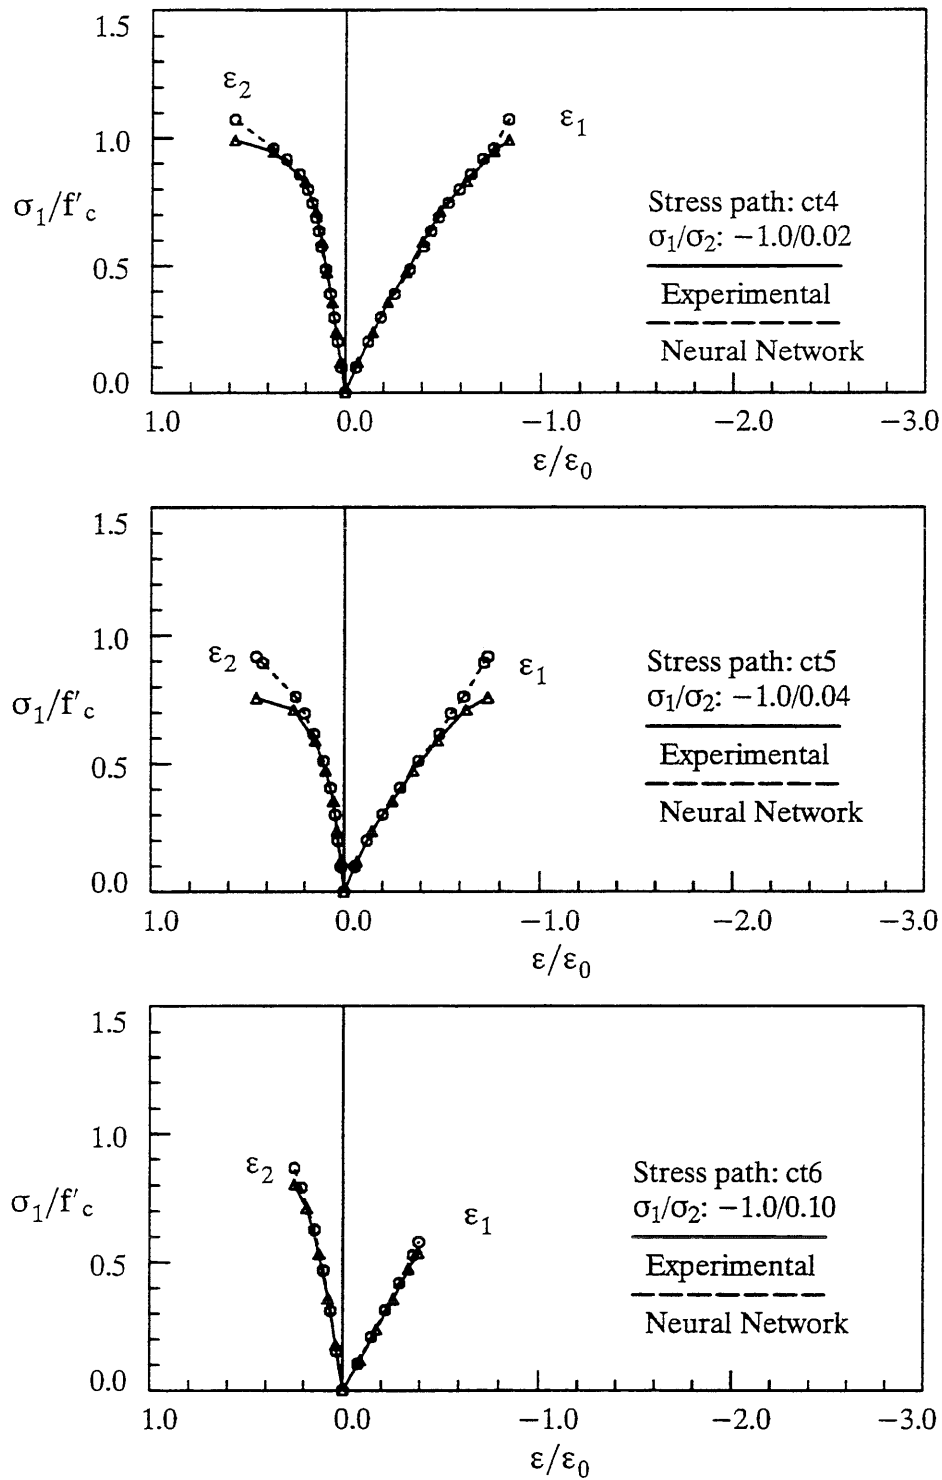 1.5
ε2
1.0
ε1
σ1/f′c
Stress path: ct4
σ1/σ2: −1.0/0.02
0.5
Experimental
Neural Network
0.0
1.0 0.0 −1.0 −2.0 −3.0
ε/ε0
1.5
1.0
ε2
ε1
σ1/f′c
Stress path: ct5
σ1/σ2: −1.0/0.04
0.5
Experimental
Neural Network
0.0
1.0 0.0 −1.0 −2.0 −3.0
ε/ε0
1.5
1.0
ε2
σ1/f′c
ε1
Stress path: ct6
σ1/σ2: −1.0/0.10
0.5
Experimental
Neural Network
0.0
1.0 0.0 −1.0 −2.0 −3.0
ε/ε0